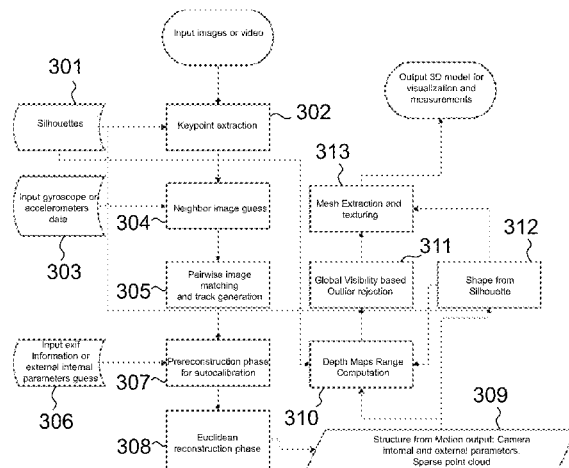 Input images or video
301
Output 3D model for
visualization and
measurements
Silhouettes
Keypoint extraction
302
313
Input gyroscope or
accelerometers
date
303
304
Neighbor image guess
Mesh Extraction and
texturing
312
311
305
Pairwise image
matching
and track generation
Global Visibility based
Outlier rejection
Shape from
Silhouette
Input exif
Information or
external internal
parameters guess
306
307
Prereconstruction phase
for autocalibration
Depth Maps Range
Computation
310
309
308
Euclidean
reconstruction phase
Structure from Motion output: Camera
Internal and external parameters.
Sparse point cloud